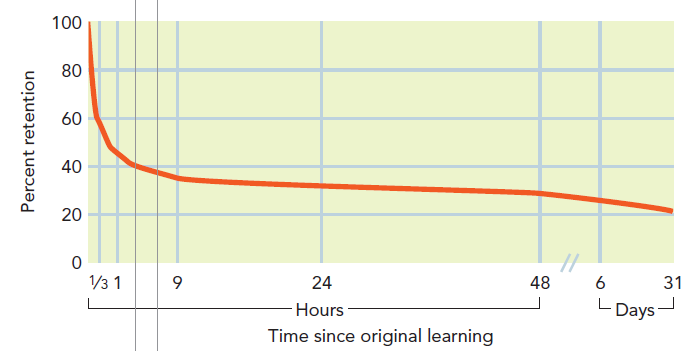 Percent retention
100
80
60
40
20
0
⅓ 1 9 24 48 6 31
Hours Days
Time since original learning